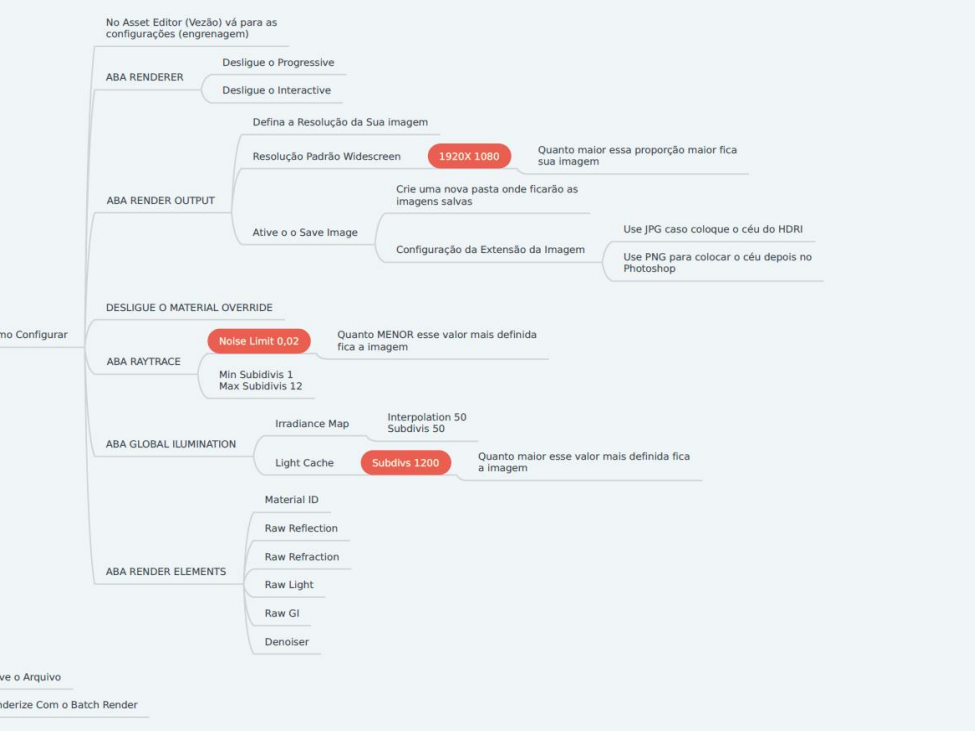 No Asset Editor (Vezão) vá para as
configurações (engrenagem)
ABA RENDERER
Desligue o Progressive
Desligue o Interactive
ABA RENDER OUTPUT
Defina a Resolução da Sua imagem
Resolução Padrão Widescreen
1920X 1080
Quanto maior essa proporção maior fica
sua imagem
Ative o o Save Image
Crie uma nova pasta onde ficarão as
imagens salvas
Configuração da Extensão da Imagem
Use JPG caso coloque o céu do HDRI
Use PNG para colocar o céu depois no
Photoshop
mo Configurar
DESLIGUE O MATERIAL OVERRIDE
ABA RAYTRACE
Noise Limit 0,02
Quanto MENOR esse valor mais definida
fica a imagem
Min Subidivis 1
Max Subidivis 12
ABA GLOBAL ILUMINATION
Irradiance Map
Interpolation 50
Subdivis 50
Light Cache
Subdivs 1200
Quanto maior esse valor mais definida fica
a imagem
ABA RENDER ELEMENTS
Material ID
Raw Reflection
Raw Refraction
Raw Light
Raw GI
Denoiser
ve o Arquivo
nderize Com o Batch Render